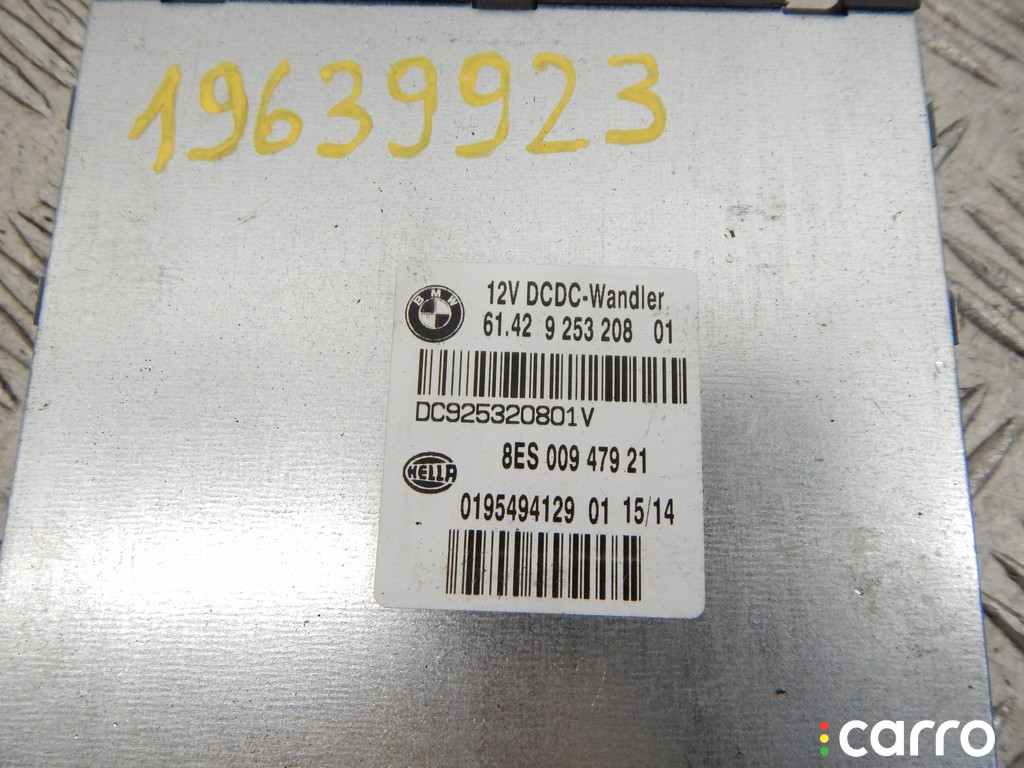 19639923
BMW
12V DCDC-Wandler
61.42 9 253 208 01
DC925320801V
8ES 009 479 21
HELLA
0195494129 01 15/14
carro